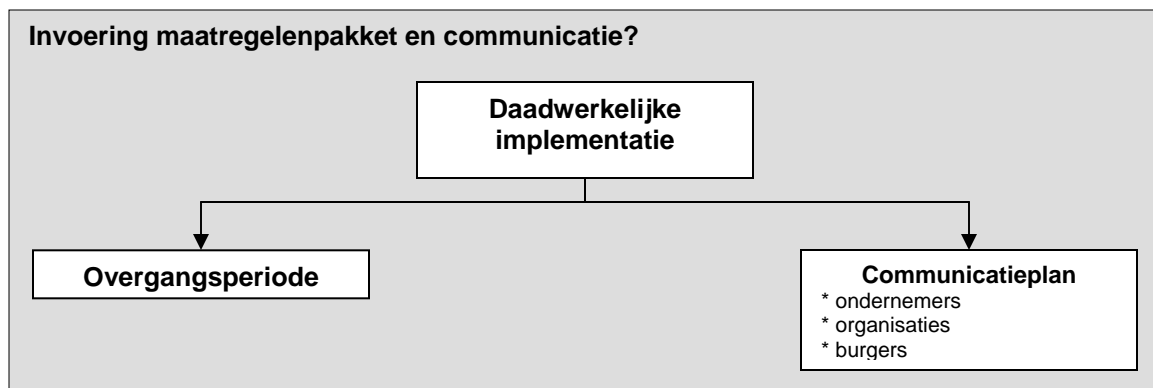 Invoering maatregelenpakket en communicatie?
Daadwerkelijke
implementatie
Overgangsperiode
Communicatieplan
* ondernemers
* organisaties
* burgers